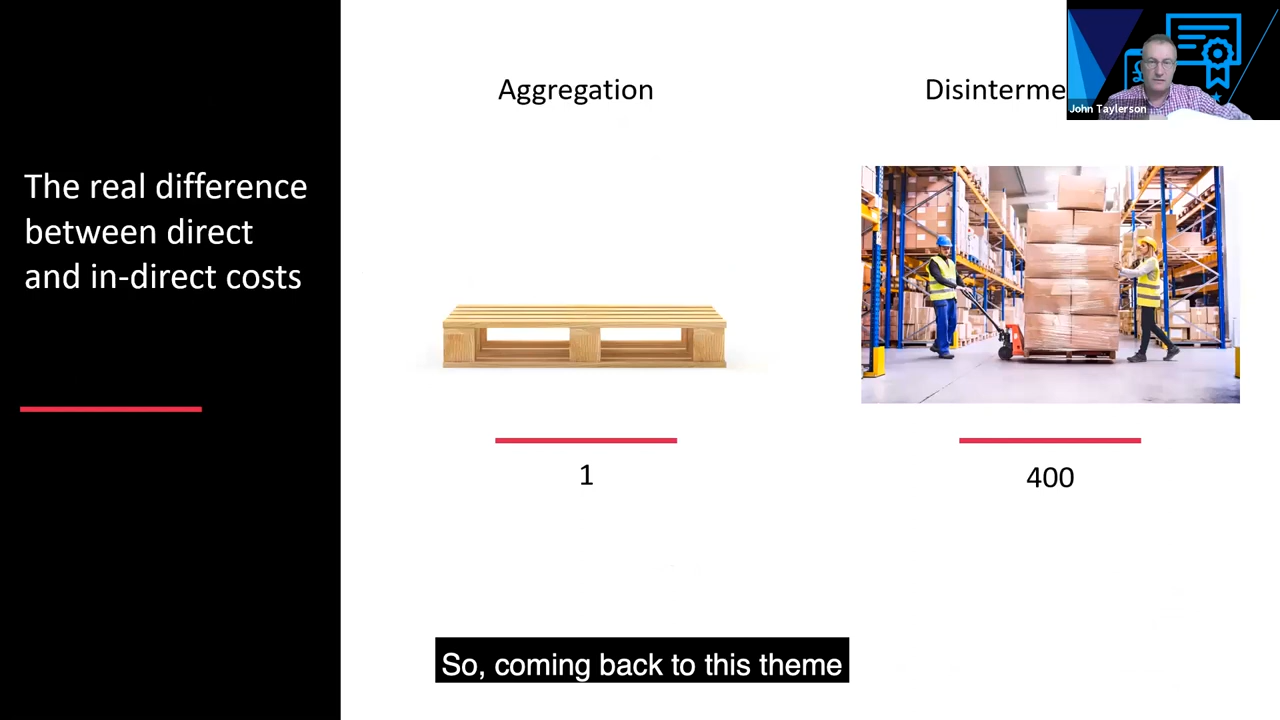 The real difference
between direct
and in-direct costs
Aggregation
Disinterme
John Taylerson
1
400
So, coming back to this theme